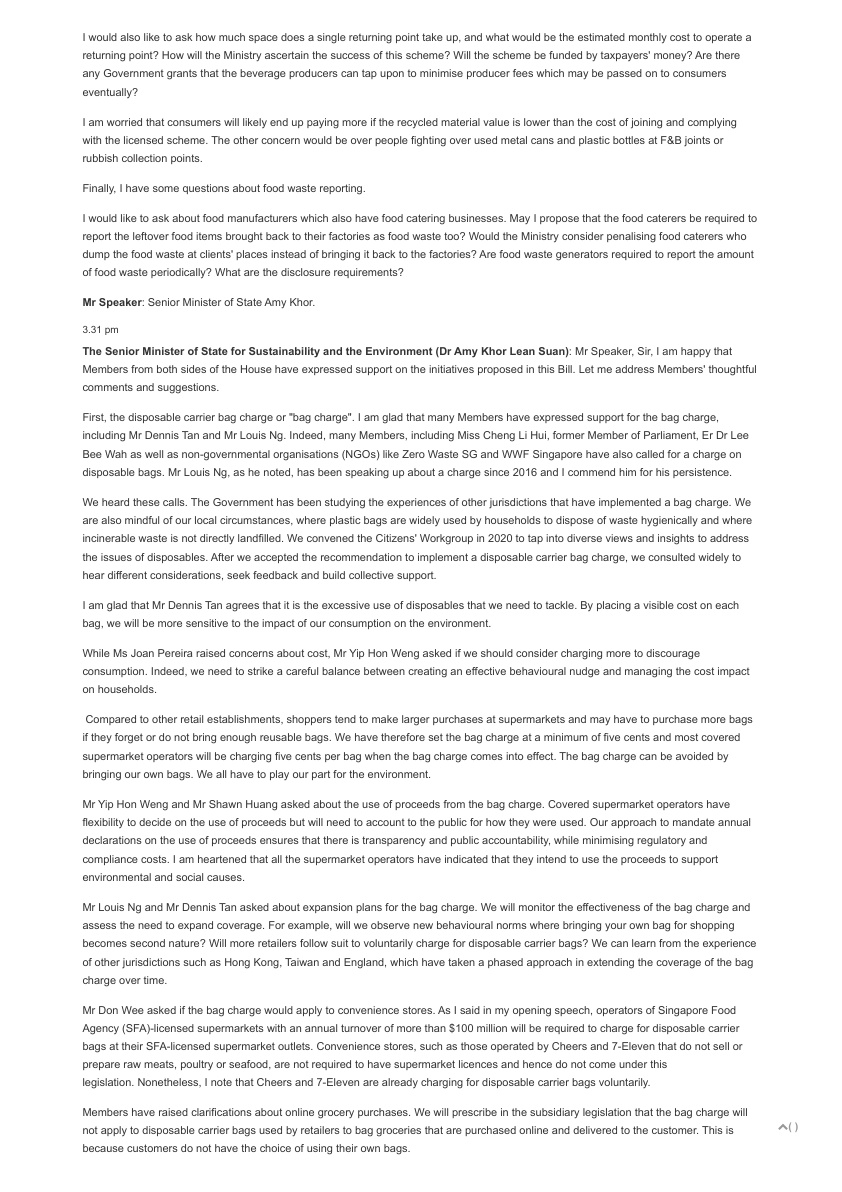 I would also like to ask how much space does a single returning point take up, and what would be the estimated monthly cost to operate a
returning point? How will the Ministry ascertain the success of this scheme? Will the scheme be funded by taxpayers' money? Are there
any Government grants that the beverage producers can tap upon to minimise producer fees which may be passed on to consumers
eventually?
I am worried that consumers will likely end up paying more if the recycled material value is lower than the cost of joining and complying
with the licensed scheme. The other concern would be over people fighting over used metal cans and plastic bottles at F&B joints or
rubbish collection points.
Finally, I have some questions about food waste reporting.
I would like to ask about food manufacturers which also have food catering businesses. May I propose that the food caterers be required to
report the leftover food items brought back to their factories as food waste too? Would the Ministry consider penalising food caterers who
dump the food waste at clients' places instead of bringing it back to the factories? Are food waste generators required to report the amount
of food waste periodically? What are the disclosure requirements?
Mr Speaker: Senior Minister of State Amy Khor.
3.31 pm
The Senior Minister of State for Sustainability and the Environment (Dr Amy Khor Lean Suan): Mr Speaker, Sir, I am happy that
Members from both sides of the House have expressed support on the initiatives proposed in this Bill. Let me address Members' thoughtful
comments and suggestions.
First, the disposable carrier bag charge or "bag charge". I am glad that many Members have expressed support for the bag charge,
including Mr Dennis Tan and Mr Louis Ng. Indeed, many Members, including Miss Cheng Li Hui, former Member of Parliament, Er Dr Lee
Bee Wah as well as non-governmental organisations (NGOs) like Zero Waste SG and WWF Singapore have also called for a charge on
disposable bags. Mr Louis Ng, as he noted, has been speaking up about a charge since 2016 and I commend him for his persistence.
We heard these calls. The Government has been studying the experiences of other jurisdictions that have implemented a bag charge. We
are also mindful of our local circumstances, where plastic bags are widely used by households to dispose of waste hygienically and where
incinerable waste is not directly landfilled. We convened the Citizens' Workgroup in 2020 to tap into diverse views and insights to address
the issues of disposables. After we accepted the recommendation to implement a disposable carrier bag charge, we consulted widely to
hear different considerations, seek feedback and build collective support.
I am glad that Mr Dennis Tan agrees that it is the excessive use of disposables that we need to tackle. By placing a visible cost on each
bag, we will be more sensitive to the impact of our consumption on the environment.
While Ms Joan Pereira raised concerns about cost, Mr Yip Hon Weng asked if we should consider charging more to discourage
consumption. Indeed, we need to strike a careful balance between creating an effective behavioural nudge and managing the cost impact
on households.
Compared to other retail establishments, shoppers tend to make larger purchases at supermarkets and may have to purchase more bags
if they forget or do not bring enough reusable bags. We have therefore set the bag charge at a minimum of five cents and most covered
supermarket operators will be charging five cents per bag when the bag charge comes into effect. The bag charge can be avoided by
bringing our own bags. We all have to play our part for the environment.
Mr Yip Hon Weng and Mr Shawn Huang asked about the use of proceeds from the bag charge. Covered supermarket operators have
flexibility to decide on the use of proceeds but will need to account to the public for how they were used. Our approach to mandate annual
declarations on the use of proceeds ensures that there is transparency and public accountability, while minimising regulatory and
compliance costs. I am heartened that all the supermarket operators have indicated that they intend to use the proceeds to support
environmental and social causes.
Mr Louis Ng and Mr Dennis Tan asked about expansion plans for the bag charge. We will monitor the effectiveness of the bag charge and
assess the need to expand coverage. For example, will we observe new behavioural norms where bringing your own bag for shopping
becomes second nature? Will more retailers follow suit to voluntarily charge for disposable carrier bags? We can learn from the experience
of other jurisdictions such as Hong Kong, Taiwan and England, which have taken a phased approach in extending the coverage of the bag
charge over time.
Mr Don Wee asked if the bag charge would apply to convenience stores. As I said in my opening speech, operators of Singapore Food
Agency (SFA)-licensed supermarkets with an annual turnover of more than $100 million will be required to charge for disposable carrier
bags at their SFA-licensed supermarket outlets. Convenience stores, such as those operated by Cheers and 7-Eleven that do not sell or
prepare raw meats, poultry or seafood, are not required to have supermarket licences and hence do not come under this
legislation. Nonetheless, I note that Cheers and 7-Eleven are already charging for disposable carrier bags voluntarily.
Members have raised clarifications about online grocery purchases. We will prescribe in the subsidiary legislation that the bag charge will
not apply to disposable carrier bags used by retailers to bag groceries that are purchased online and delivered to the customer. This is
because customers do not have the choice of using their own bags.
( )